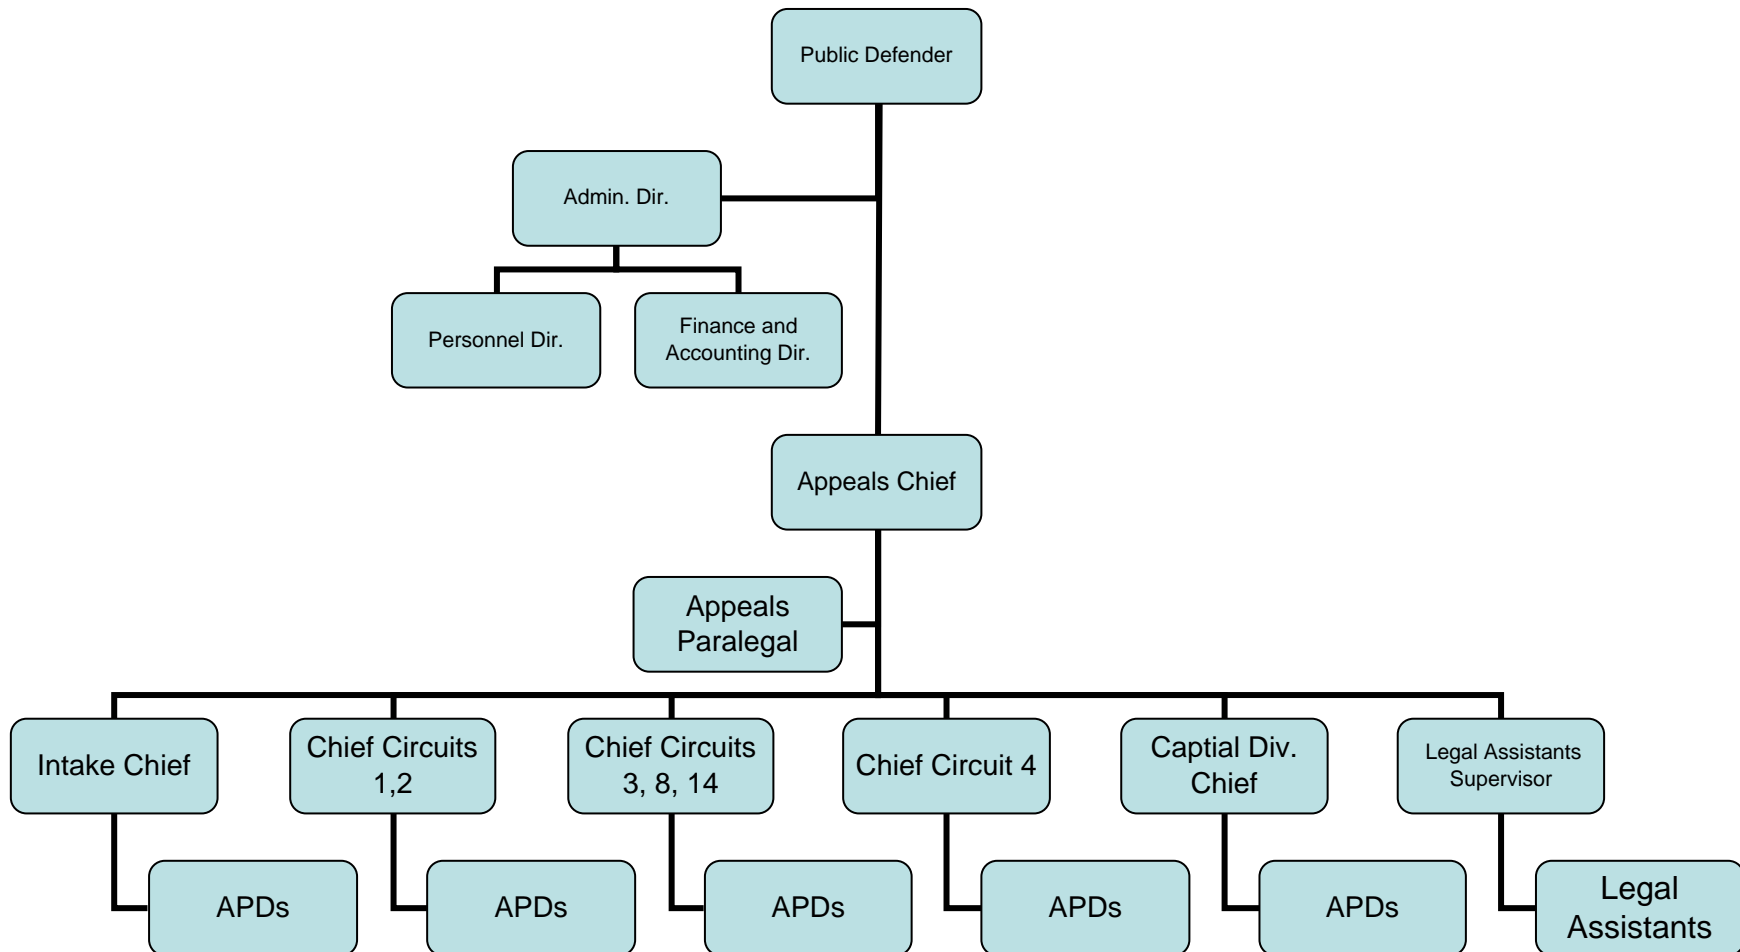 Public Defender
Admin. Dir.
Personnel Dir.
Finance and
Accounting Dir.
Appeals Chief
Appeals
Paralegal
Intake Chief
Chief Circuits
1,2
Chief Circuits
3, 8, 14
Chief Circuit 4
Captial Div.
Chief
Legal Assistants
Supervisor
APDs
APDs
APDs
APDs
APDs
Legal
Assistants